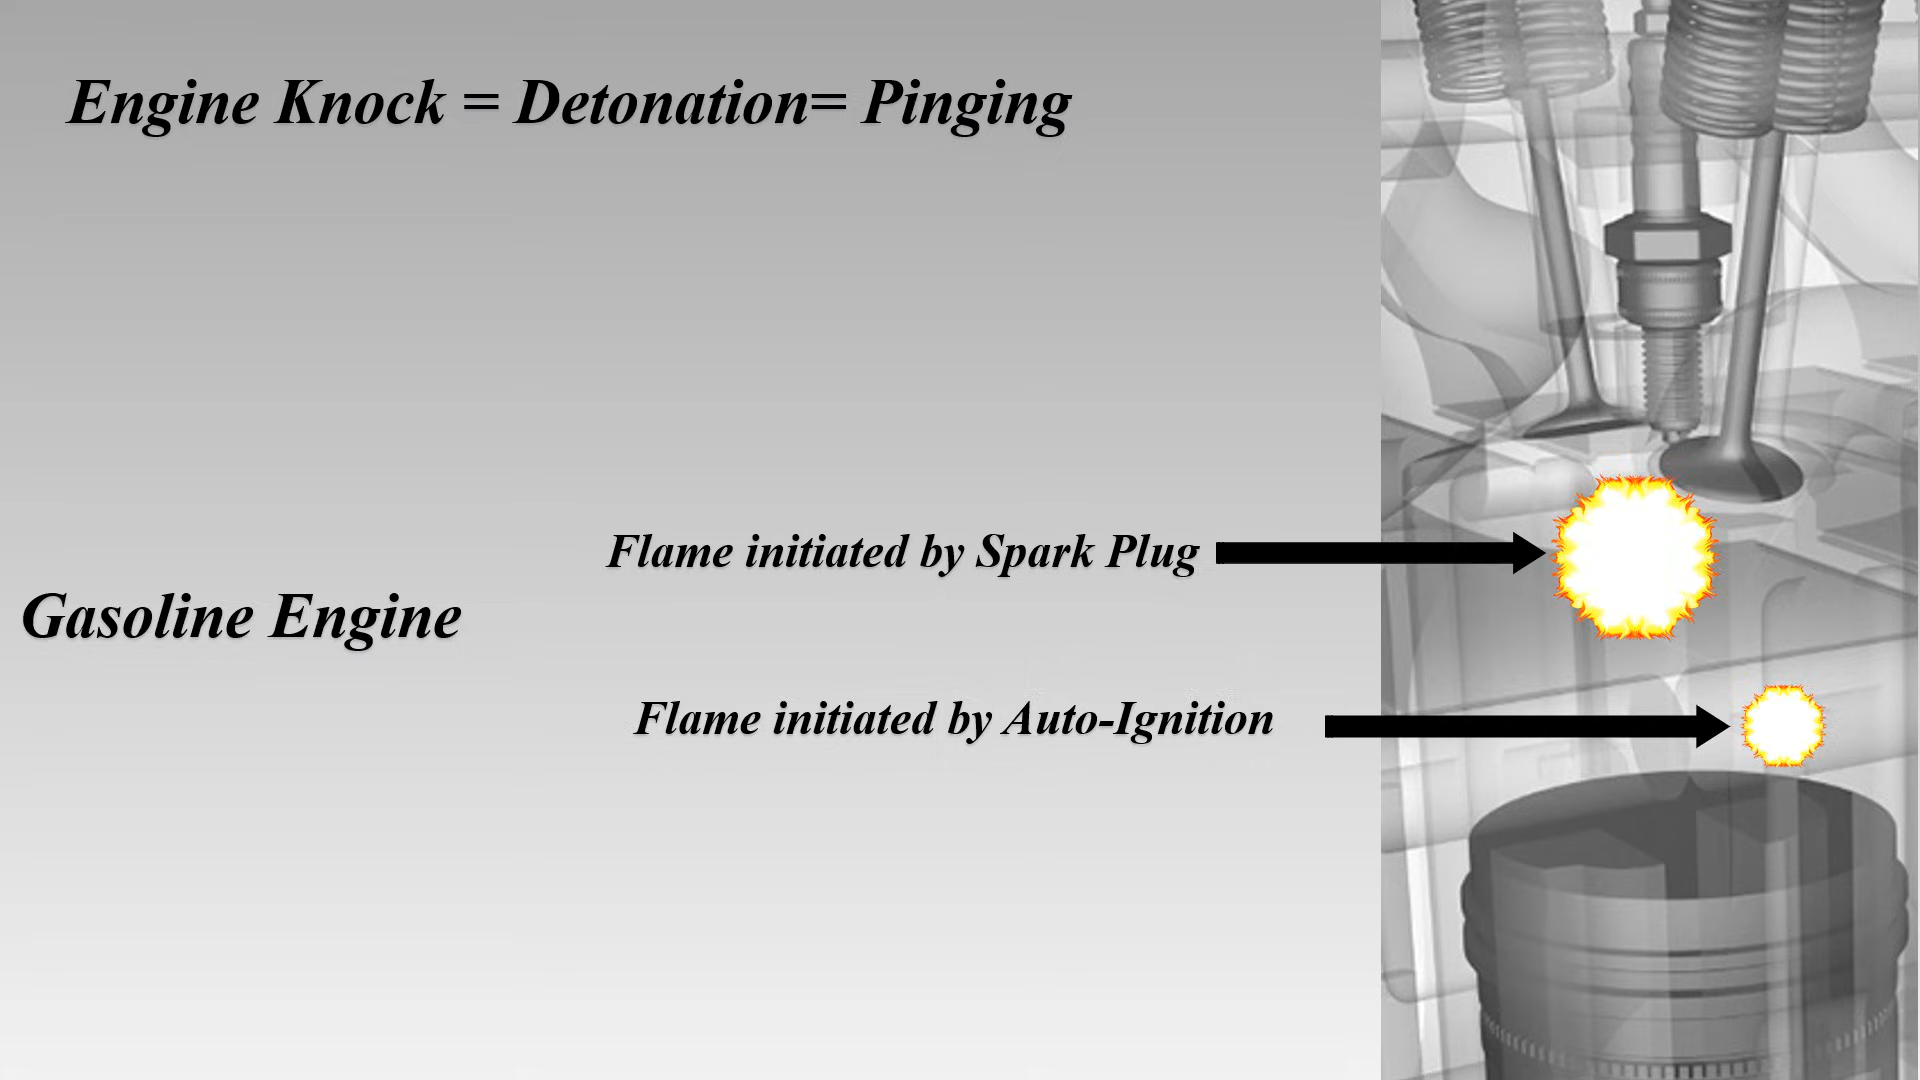 Engine Knock = Detonation= Pinging
Flame initiated by Spark Plug
Gasoline Engine
Flame initiated by Auto-Ignition